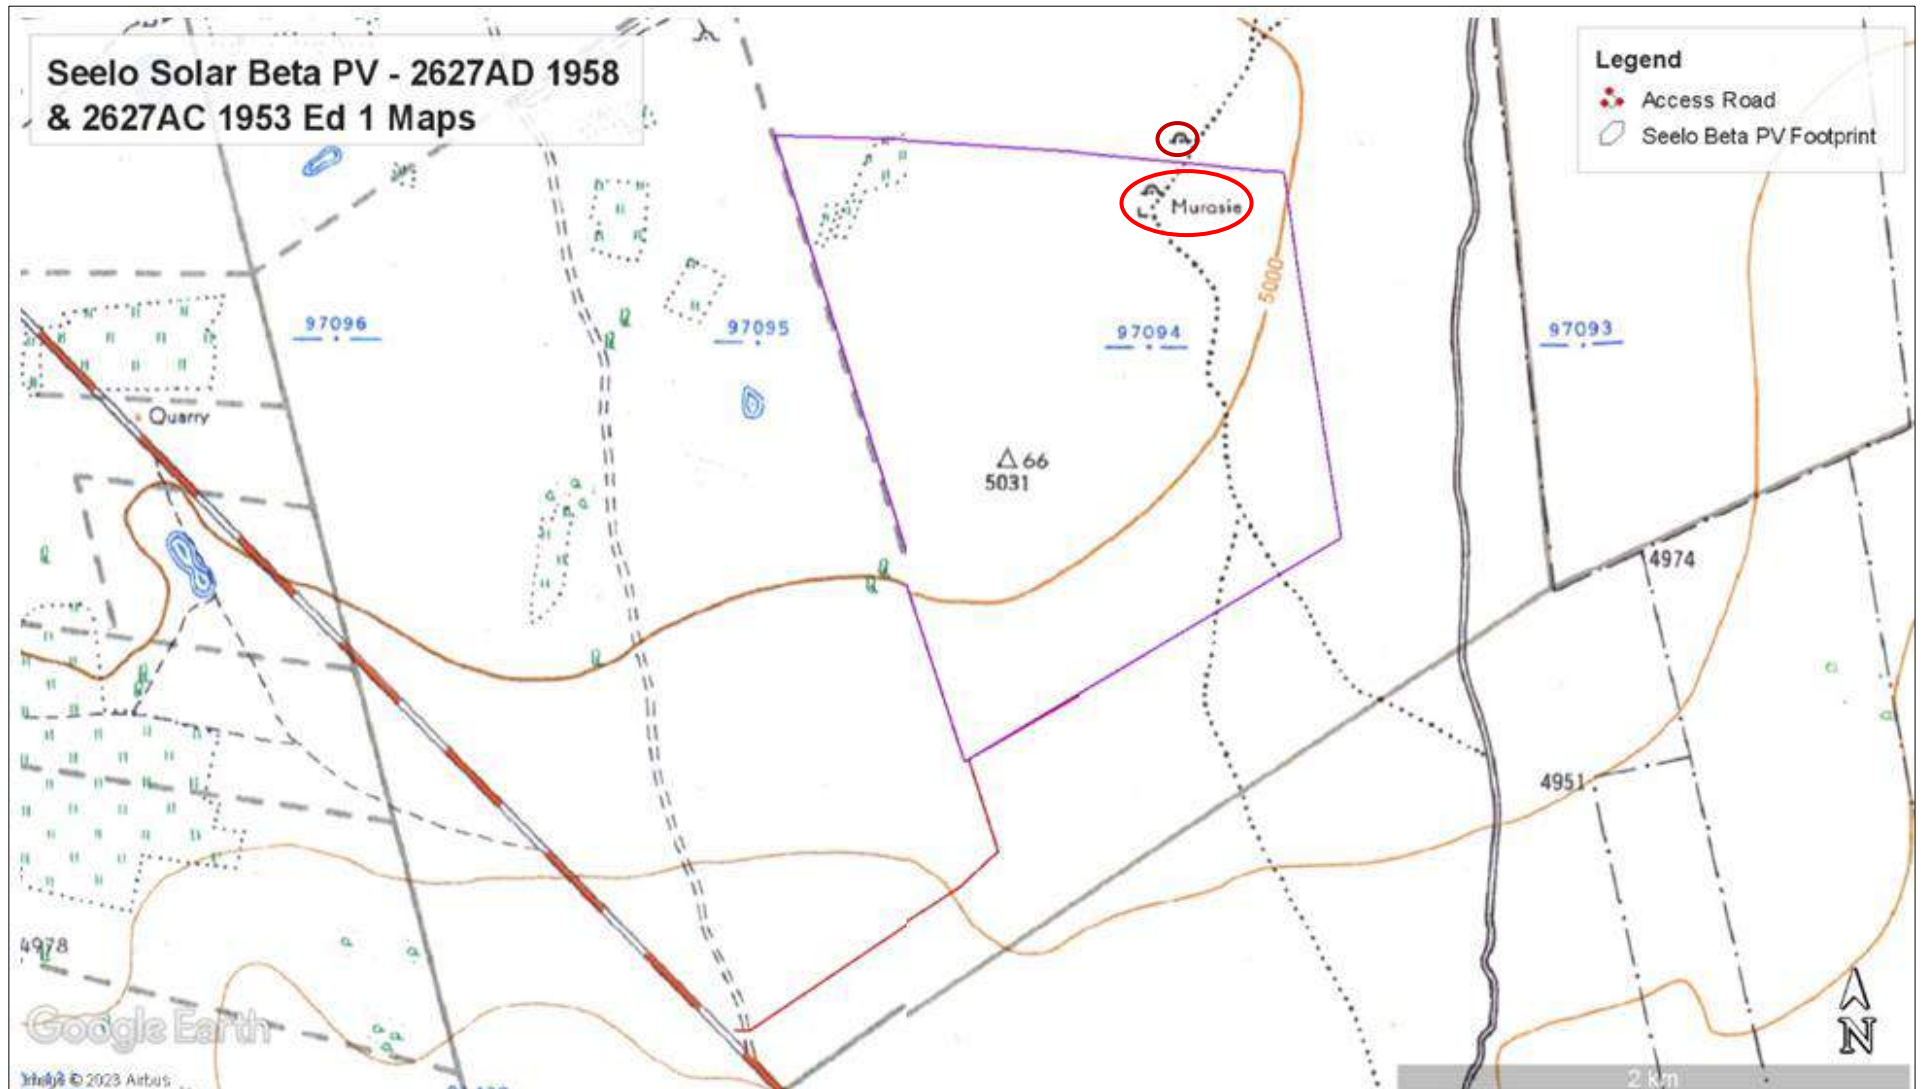 Seelo Solar Beta PV - 2627AD 1958
& 2627AC 1953 Ed 1 Maps
Legend
Access Road
Seelo Beta PV Footprint
Murasie
5000
97096
97095
97094
97093
Quarry
66
5031
4974
4951
4978
Google Earth
Image © 2023 Airbus
N
2 km